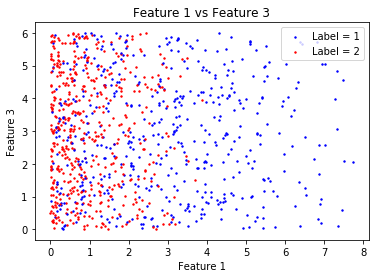 Feature 1 vs Feature 3
Label = 1
Label = 2
6
5
4
3
2
1
0
Feature 3
0 1 2 3 4 5 6 7 8
Feature 1